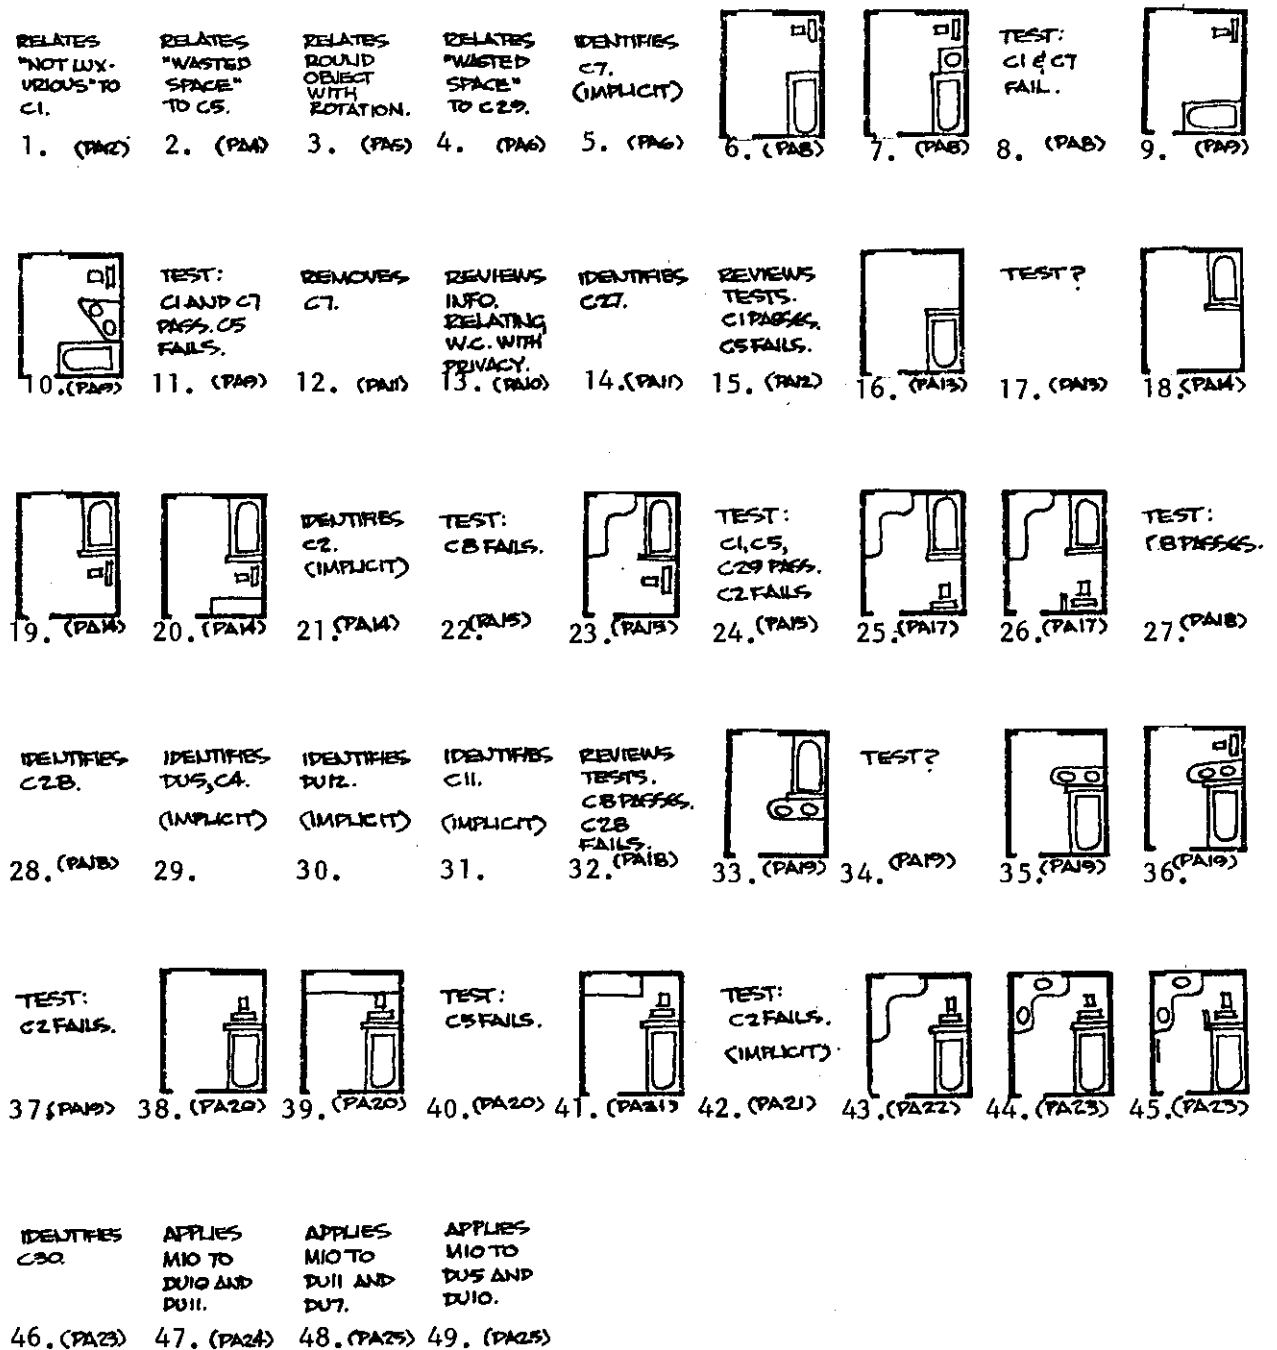 RELATES
"NOT LUX-
URIOUS" TO
C1.
1. (PA2)
RELATES
"WASTED
SPACE"
TO C5.
2. (PA4)
RELATES
ROUND
OBJECT
WITH
ROTATION.
3. (PA5)
RELATES
"WASTED
SPACE"
TO C29.
4. (PA6)
IDENTIFIES
C7.
(IMPLICIT)
5. (PA6)
6. (PA8)
7. (PA8)
TEST:
C1 & C7
FAIL.
8. (PA8)
9. (PA9)
10. (PA9)
TEST:
C1 AND C7
PASS. C5
FAILS.
11. (PA9)
REMOVES
C7.
12. (PA11)
REVIEWS
INFO.
RELATING
W.C. WITH
PRIVACY.
13. (PA10)
IDENTIFIES
C27.
14. (PA11)
REVIEWS
TESTS.
C1 PASSES.
C5 FAILS.
15. (PA12)
16. (PA13)
TEST?
17. (PA13)
18. (PA14)
19. (PA14)
20. (PA14)
IDENTIFIES
C2.
(IMPLICIT)
21. (PA14)
TEST:
C8 FAILS.
22. (PA15)
23. (PA15)
TEST:
C1, C5,
C29 PASS.
C2 FAILS
24. (PA15)
25. (PA17)
26. (PA17)
TEST:
C8 PASSES.
27. (PA18)
IDENTIFIES
C28.
28. (PA18)
IDENTIFIES
DU5, C4.
(IMPLICIT)
29.
IDENTIFIES
DU12.
(IMPLICIT)
30.
IDENTIFIES
C11.
(IMPLICIT)
31.
REVIEWS
TESTS.
C8 PASSES.
C28
FAILS.
32. (PA18)
33. (PA19)
TEST?
34. (PA19)
35. (PA19)
36. (PA19)
TEST:
C2 FAILS.
37. (PA19)
38. (PA20)
39. (PA20)
TEST:
C5 FAILS.
40. (PA20)
41. (PA21)
TEST:
C2 FAILS.
(IMPLICIT)
42. (PA21)
43. (PA22)
44. (PA23)
45. (PA23)
IDENTIFIES
C30.
46. (PA23)
APPLIES
M10 TO
DU10 AND
DU11.
47. (PA24)
APPLIES
M10 TO
DU11 AND
DU7.
48. (PA25)
APPLIES
M10 TO
DU5 AND
DU10.
49. (PA25)